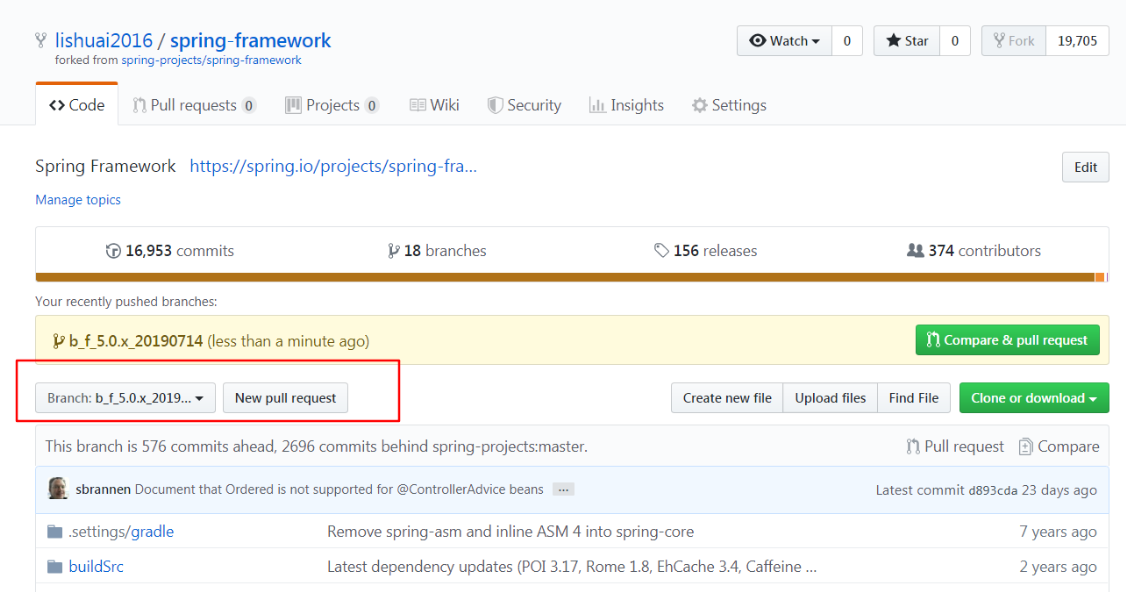 lishuai2016 / spring-framework
Watch 0 Star 0 Fork 19,705
forked from spring-projects/spring-framework
Code Pull requests 0 Projects 0 Wiki Security Insights Settings
Spring Framework https://spring.io/projects/spring-fra... Edit
Manage topics
16,953 commits 18 branches 156 releases 374 contributors
Your recently pushed branches:
b_f_5.0.x_20190714 (less than a minute ago) Compare & pull request
Branch: b_f_5.0.x_2019... New pull request Create new file Upload files Find File Clone or download
This branch is 576 commits ahead, 2696 commits behind spring-projects:master. Pull request Compare
sbrannen Document that Ordered is not supported for @ControllerAdvice beans ... Latest commit d893cda 23 days ago
.settings/gradle Remove spring-asm and inline ASM 4 into spring-core 7 years ago
buildSrc Latest dependency updates (POI 3.17, Rome 1.8, EhCache 3.4, Caffeine ... 2 years ago